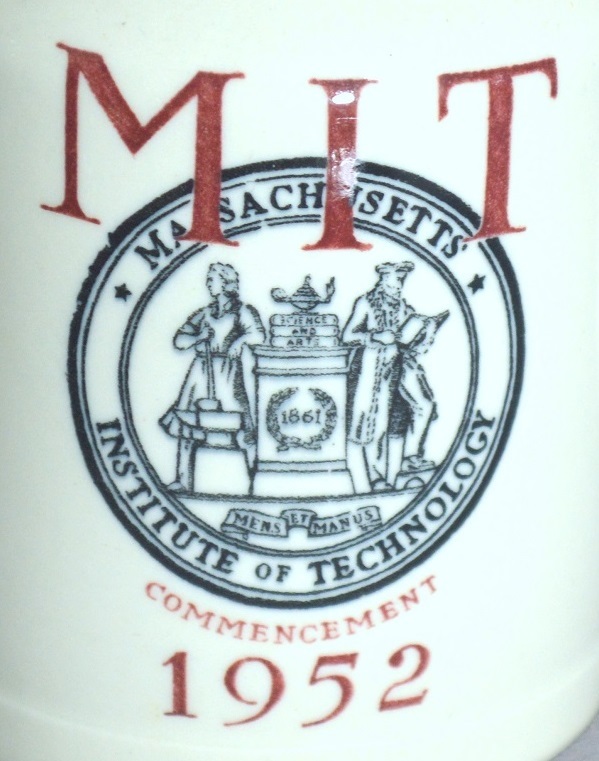 MIT
MASSACHUSETTS
SCIENCE
AND
ARTS
1861
MENS ET MANUS
INSTITUTE OF TECHNOLOGY
COMMENCEMENT
1952